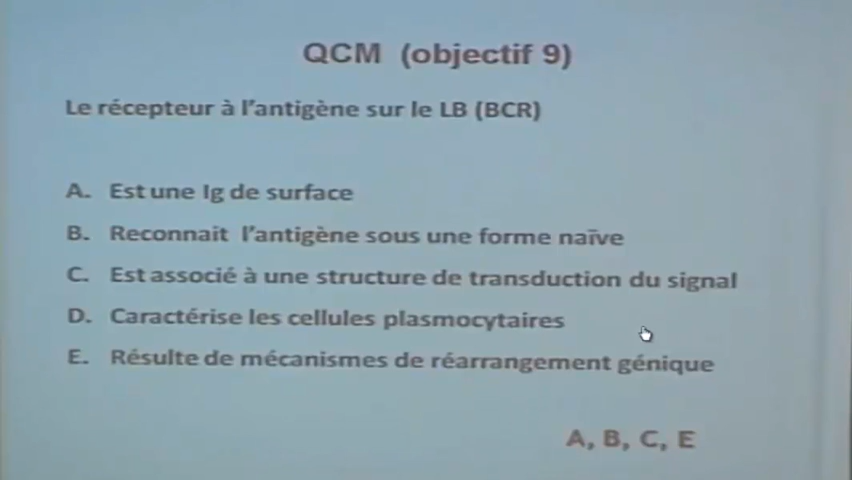 QCM (objectif 9)
Le récepteur à l'antigène sur le LB (BCR)
A. Est une Ig de surface
B. Reconnait l'antigène sous une forme naïve
C. Est associé à une structure de transduction du signal
D. Caractérise les cellules plasmocytaires
E. Résulte de mécanismes de réarrangement génique
A, B, C, E